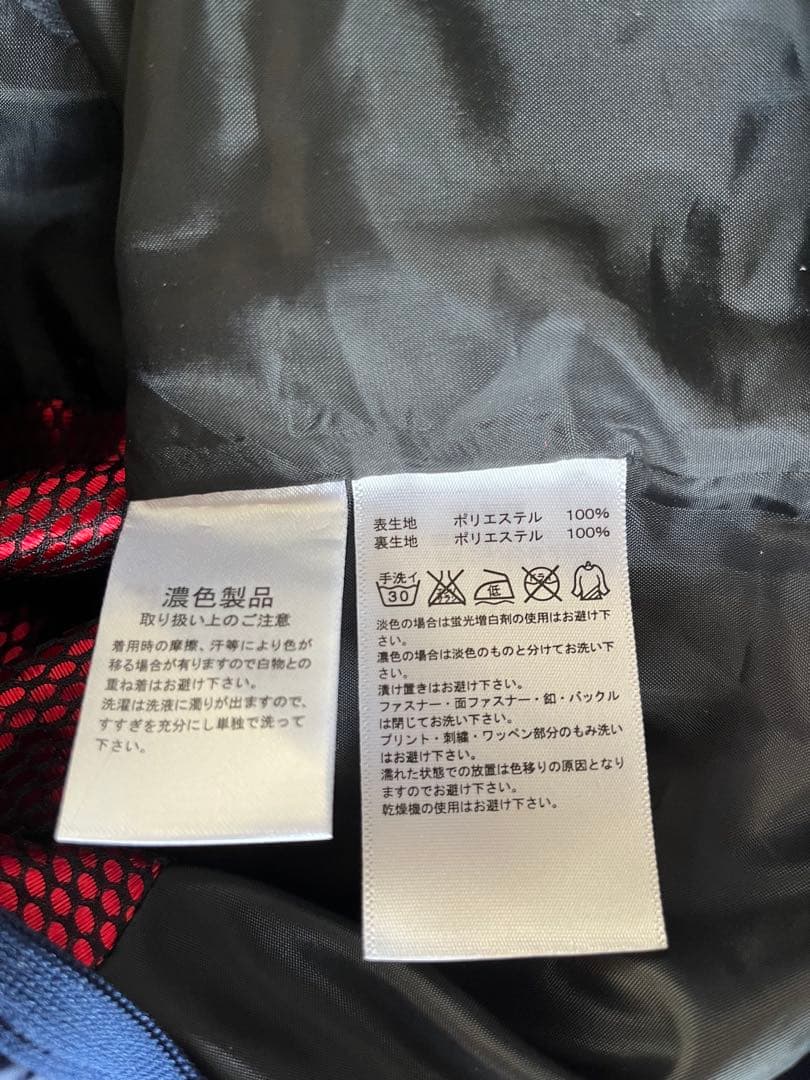 濃色製品
取り扱い上のご注意
着用時の摩擦、汗等により色が
移る場合が有りますので白物との
重ね着はお避け下さい。
洗濯は洗液に濁りが出ますので、
すすぎを充分にし単独で洗って
下さい。
表生地 ポリエステル 100%
裏生地 ポリエステル 100%
手洗イ
30
低
ドライ
淡色の場合は蛍光増白剤の使用はお避け下
さい。
濃色の場合は淡色のものと分けてお洗い下
さい。
漬け置きはお避け下さい。
ファスナー・面ファスナー・釦・バックル
は閉じてお洗い下さい。
プリント・刺繍・ワッペン部分のもみ洗い
はお避け下さい。
濡れた状態での放置は色移りの原因となり
ますのでお避け下さい。
乾燥機の使用はお避け下さい。